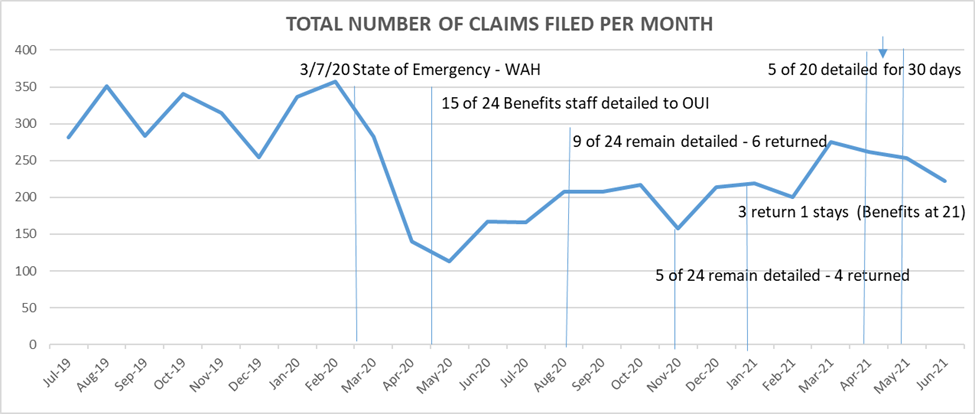 TOTAL NUMBER OF CLAIMS FILED PER MONTH
400
350
300
250
200
150
100
50
0
3/7/20 State of Emergency - WAH
5 of 20 detailed for 30 days
15 of 24 Benefits staff detailed to OUI
9 of 24 remain detailed - 6 returned
3 return 1 stays (Benefits at 21)
5 of 24 remain detailed - 4 returned
Jul-19
Aug-19
Sep-19
Oct-19
Nov-19
Dec-19
Jan-20
Feb-20
Mar-20
Apr-20
May-20
Jun-20
Jul-20
Aug-20
Sep-20
Oct-20
Nov-20
Dec-20
Jan-21
Feb-21
Mar-21
Apr-21
May-21
Jun-21